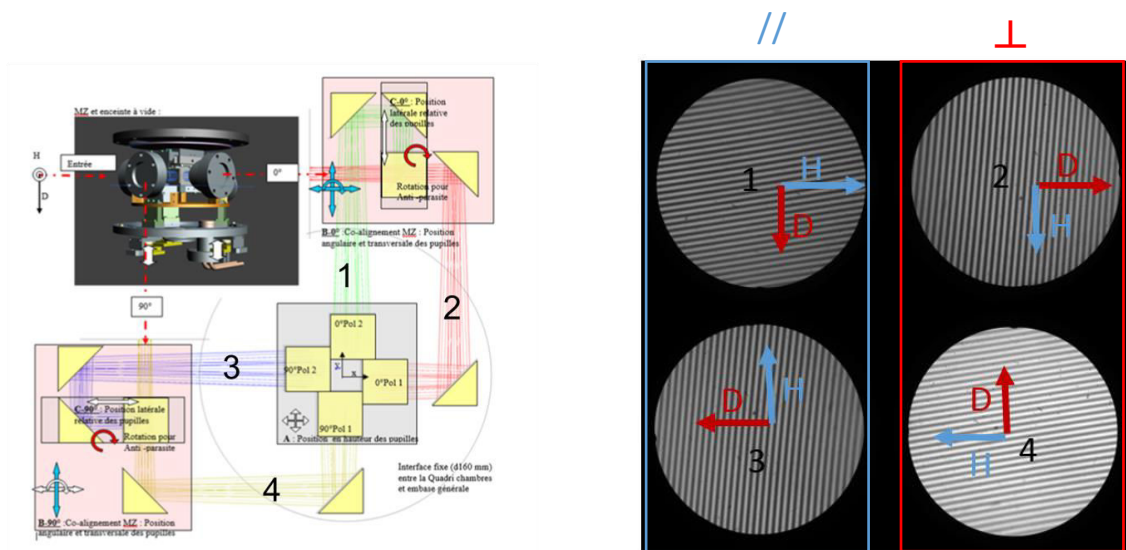 MZ et enceinte à vide :
H
Entrée
D
0°
C-0° : Position
latérale relative
des pupilles
Rotation pour
Anti -parasite
B-0° :Co-alignement MZ : Position
angulaire et transversale des pupilles
1
2
90°
0°Pol 2
3
90°Pol 2
y
x
0°Pol 1
C-90° : Position latérale
relative des pupilles
Rotation pour
Anti -parasite
90°Pol 1
A : Position en hauteur des pupilles
4
Interface fixe (d160 mm)
entre la Quadri chambres
et embase générale
B-90° :Co-alignement MZ : Position
angulaire et transversale des pupilles
//
⊥
1
H
D
2
D
H
H
D
3
D
H
4